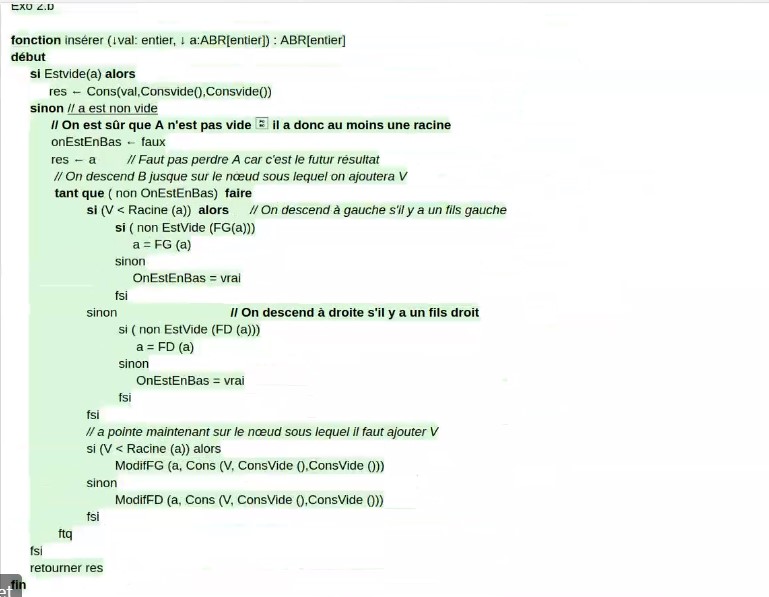 Exo 2.b
fonction insérer (↓val: entier, ↓ a:ABR[entier]) : ABR[entier]
début
si Estvide(a) alors
res ← Cons(val,Consvide(),Consvide())
sinon // a est non vide
// On est sûr que A n'est pas vide il a donc au moins une racine
onEstEnBas ← faux
res ← a // Faut pas perdre A car c'est le futur résultat
// On descend B jusque sur le nœud sous lequel on ajoutera V
tant que ( non OnEstEnBas) faire
si (V < Racine (a)) alors // On descend à gauche s'il y a un fils gauche
si ( non EstVide (FG(a)))
a = FG (a)
sinon
OnEstEnBas = vrai
fsi
sinon // On descend à droite s'il y a un fils droit
si ( non EstVide (FD (a)))
a = FD (a)
sinon
OnEstEnBas = vrai
fsi
fsi
// a pointe maintenant sur le nœud sous lequel il faut ajouter V
si (V < Racine (a)) alors
ModifFG (a, Cons (V, ConsVide (),ConsVide ()))
sinon
ModifFD (a, Cons (V, ConsVide (),ConsVide ()))
fsi
ftq
fsi
retourner res
fin